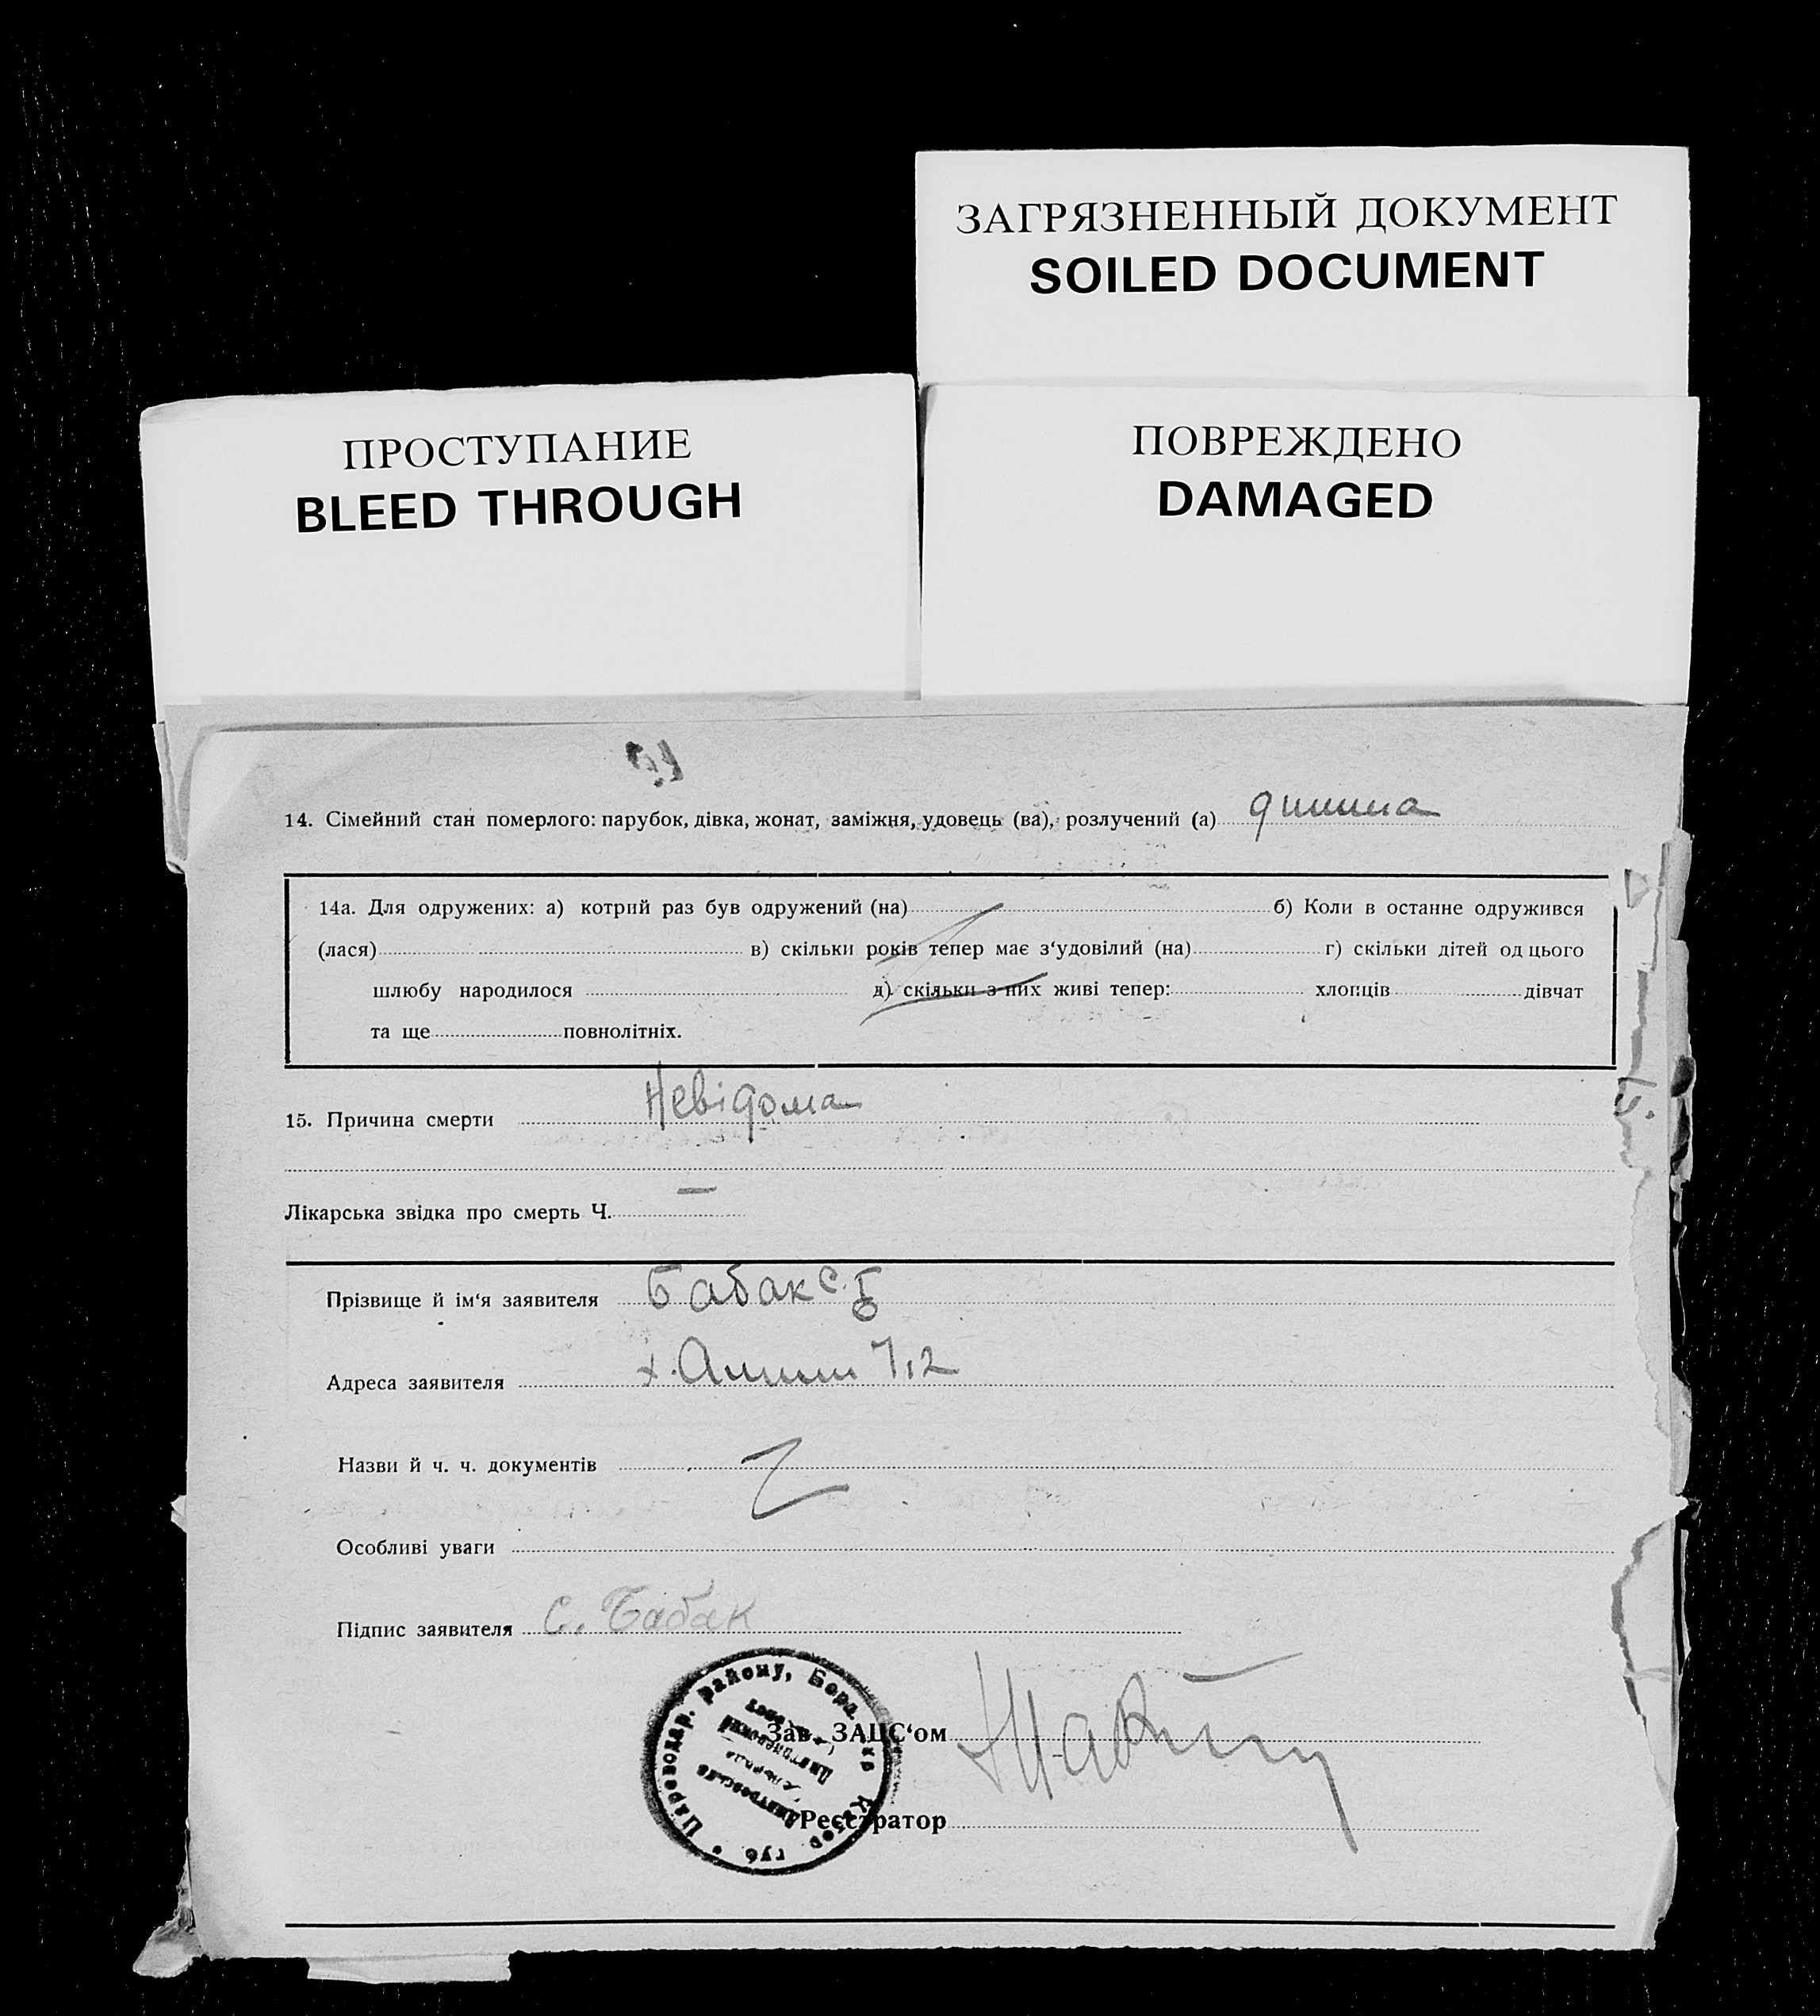 ЗАГРЯЗНЕННЫЙ ДОКУМЕНТ
SOILED DOCUMENT
ПРОСТУПАНИЕ
BLEED THROUGH
ПОВРЕЖДЕНО
DAMAGED
14. Сімейний стан померлого: парубок, дівка, жонат, заміжня, удовець (ва), розлучений (а) дитина
14а. Для одружених: а) котрий раз був одружений (на) б) Коли в останне одружився
(лася) в) скільки років тепер має з'удовілий (на) г) скільки дітей од цього
шлюбу народилося д) скільки з них живі тепер: хлопців дівчат
та ще повнолітніх.
15. Причина смерти Невідома
Лікарська звідка про смерть Ч. —
Прізвище й ім'я заявителя Бабак С. Б
Адреса заявителя х.
Назви й ч. ч. документів
Особливі уваги
Підпис заявителя С. Бабак
Зав. ЗАЦС'ом
Реєстратор
району,
губ